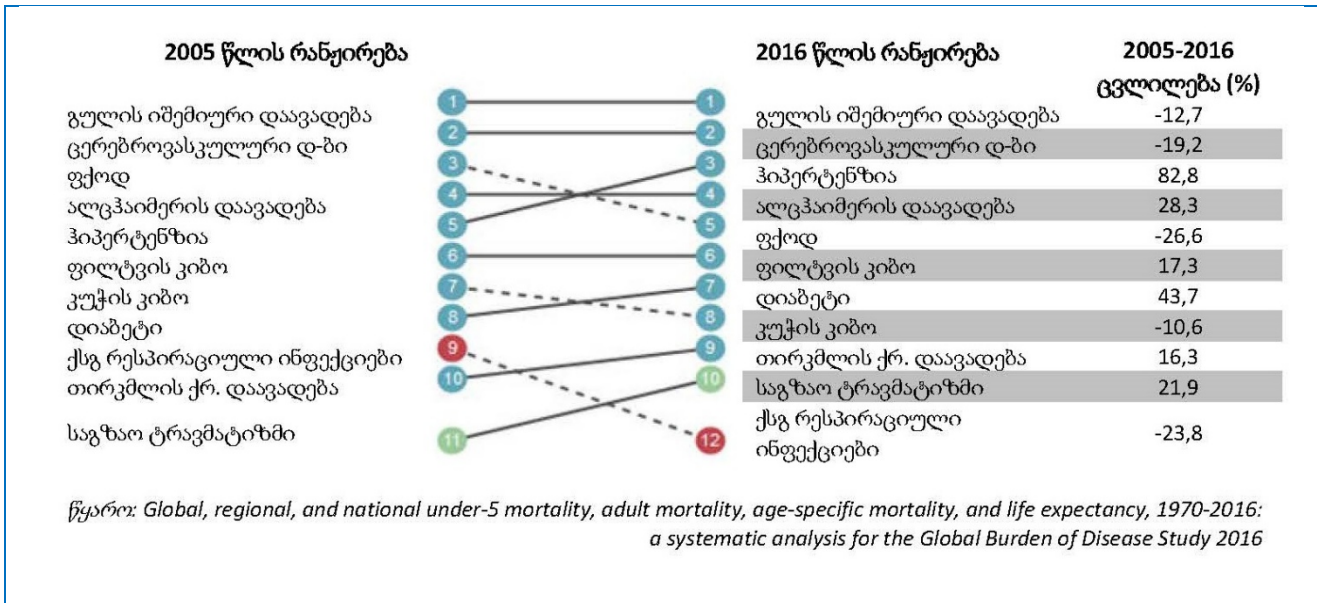 2005 წლის რანჟირება
2016 წლის რანჟირება
2005-2016
ცვლილება (%)
გულის იშემიური დაავადება
1
1
გულის იშემიური დაავადება
-12,7
ცერებროვასკულური დ-ბი
2
2
ცერებროვასკულური დ-ბი
-19,2
ფქოდ
3
3
ჰიპერტენზია
82,8
ალცჰაიმერის დაავადება
4
4
ალცჰაიმერის დაავადება
28,3
ჰიპერტენზია
5
5
ფქოდ
-26,6
ფილტვის კიბო
6
6
ფილტვის კიბო
17,3
კუჭის კიბო
7
7
დიაბეტი
43,7
დიაბეტი
8
8
კუჭის კიბო
-10,6
ქსგ რესპირაციული ინფექციები
9
9
თირკმლის ქრ. დაავადება
16,3
თირკმლის ქრ. დაავადება
10
10
საგზაო ტრავმატიზმი
21,9
საგზაო ტრავმატიზმი
11
12
ქსგ რესპირაციული
ინფექციები
-23,8
წყარო: Global, regional, and national under-5 mortality, adult mortality, age-specific mortality, and life expectancy, 1970-2016:
a systematic analysis for the Global Burden of Disease Study 2016